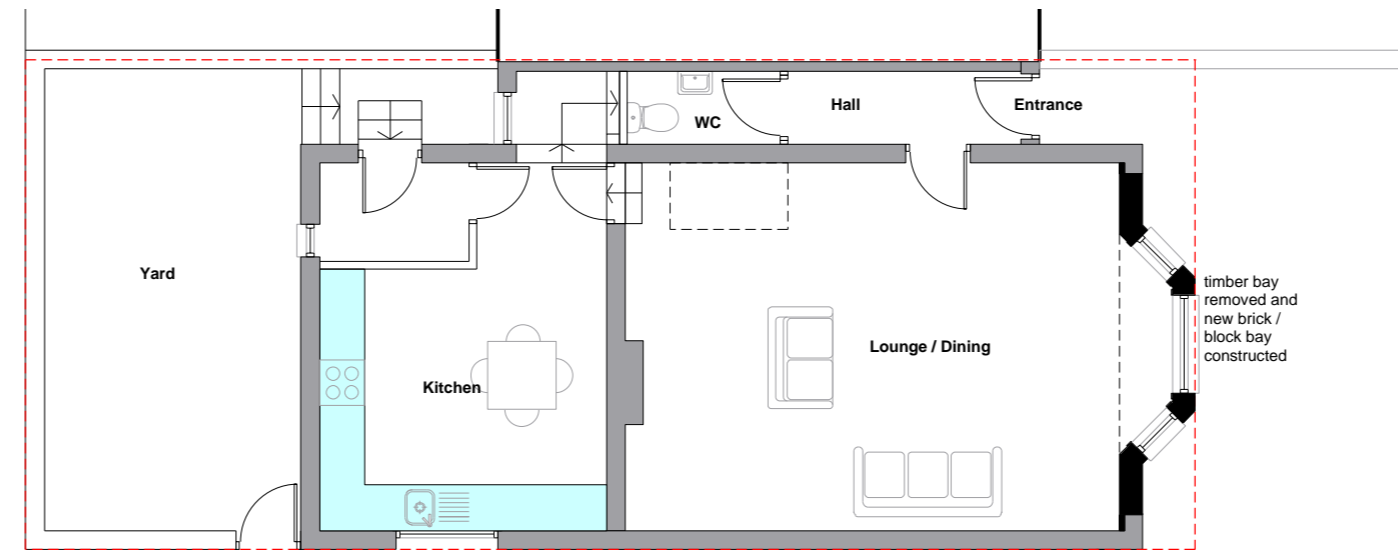 Hall
Entrance
WC
Yard
timber bay
removed and
new brick /
block bay
constructed
Lounge / Dining
Kitchen